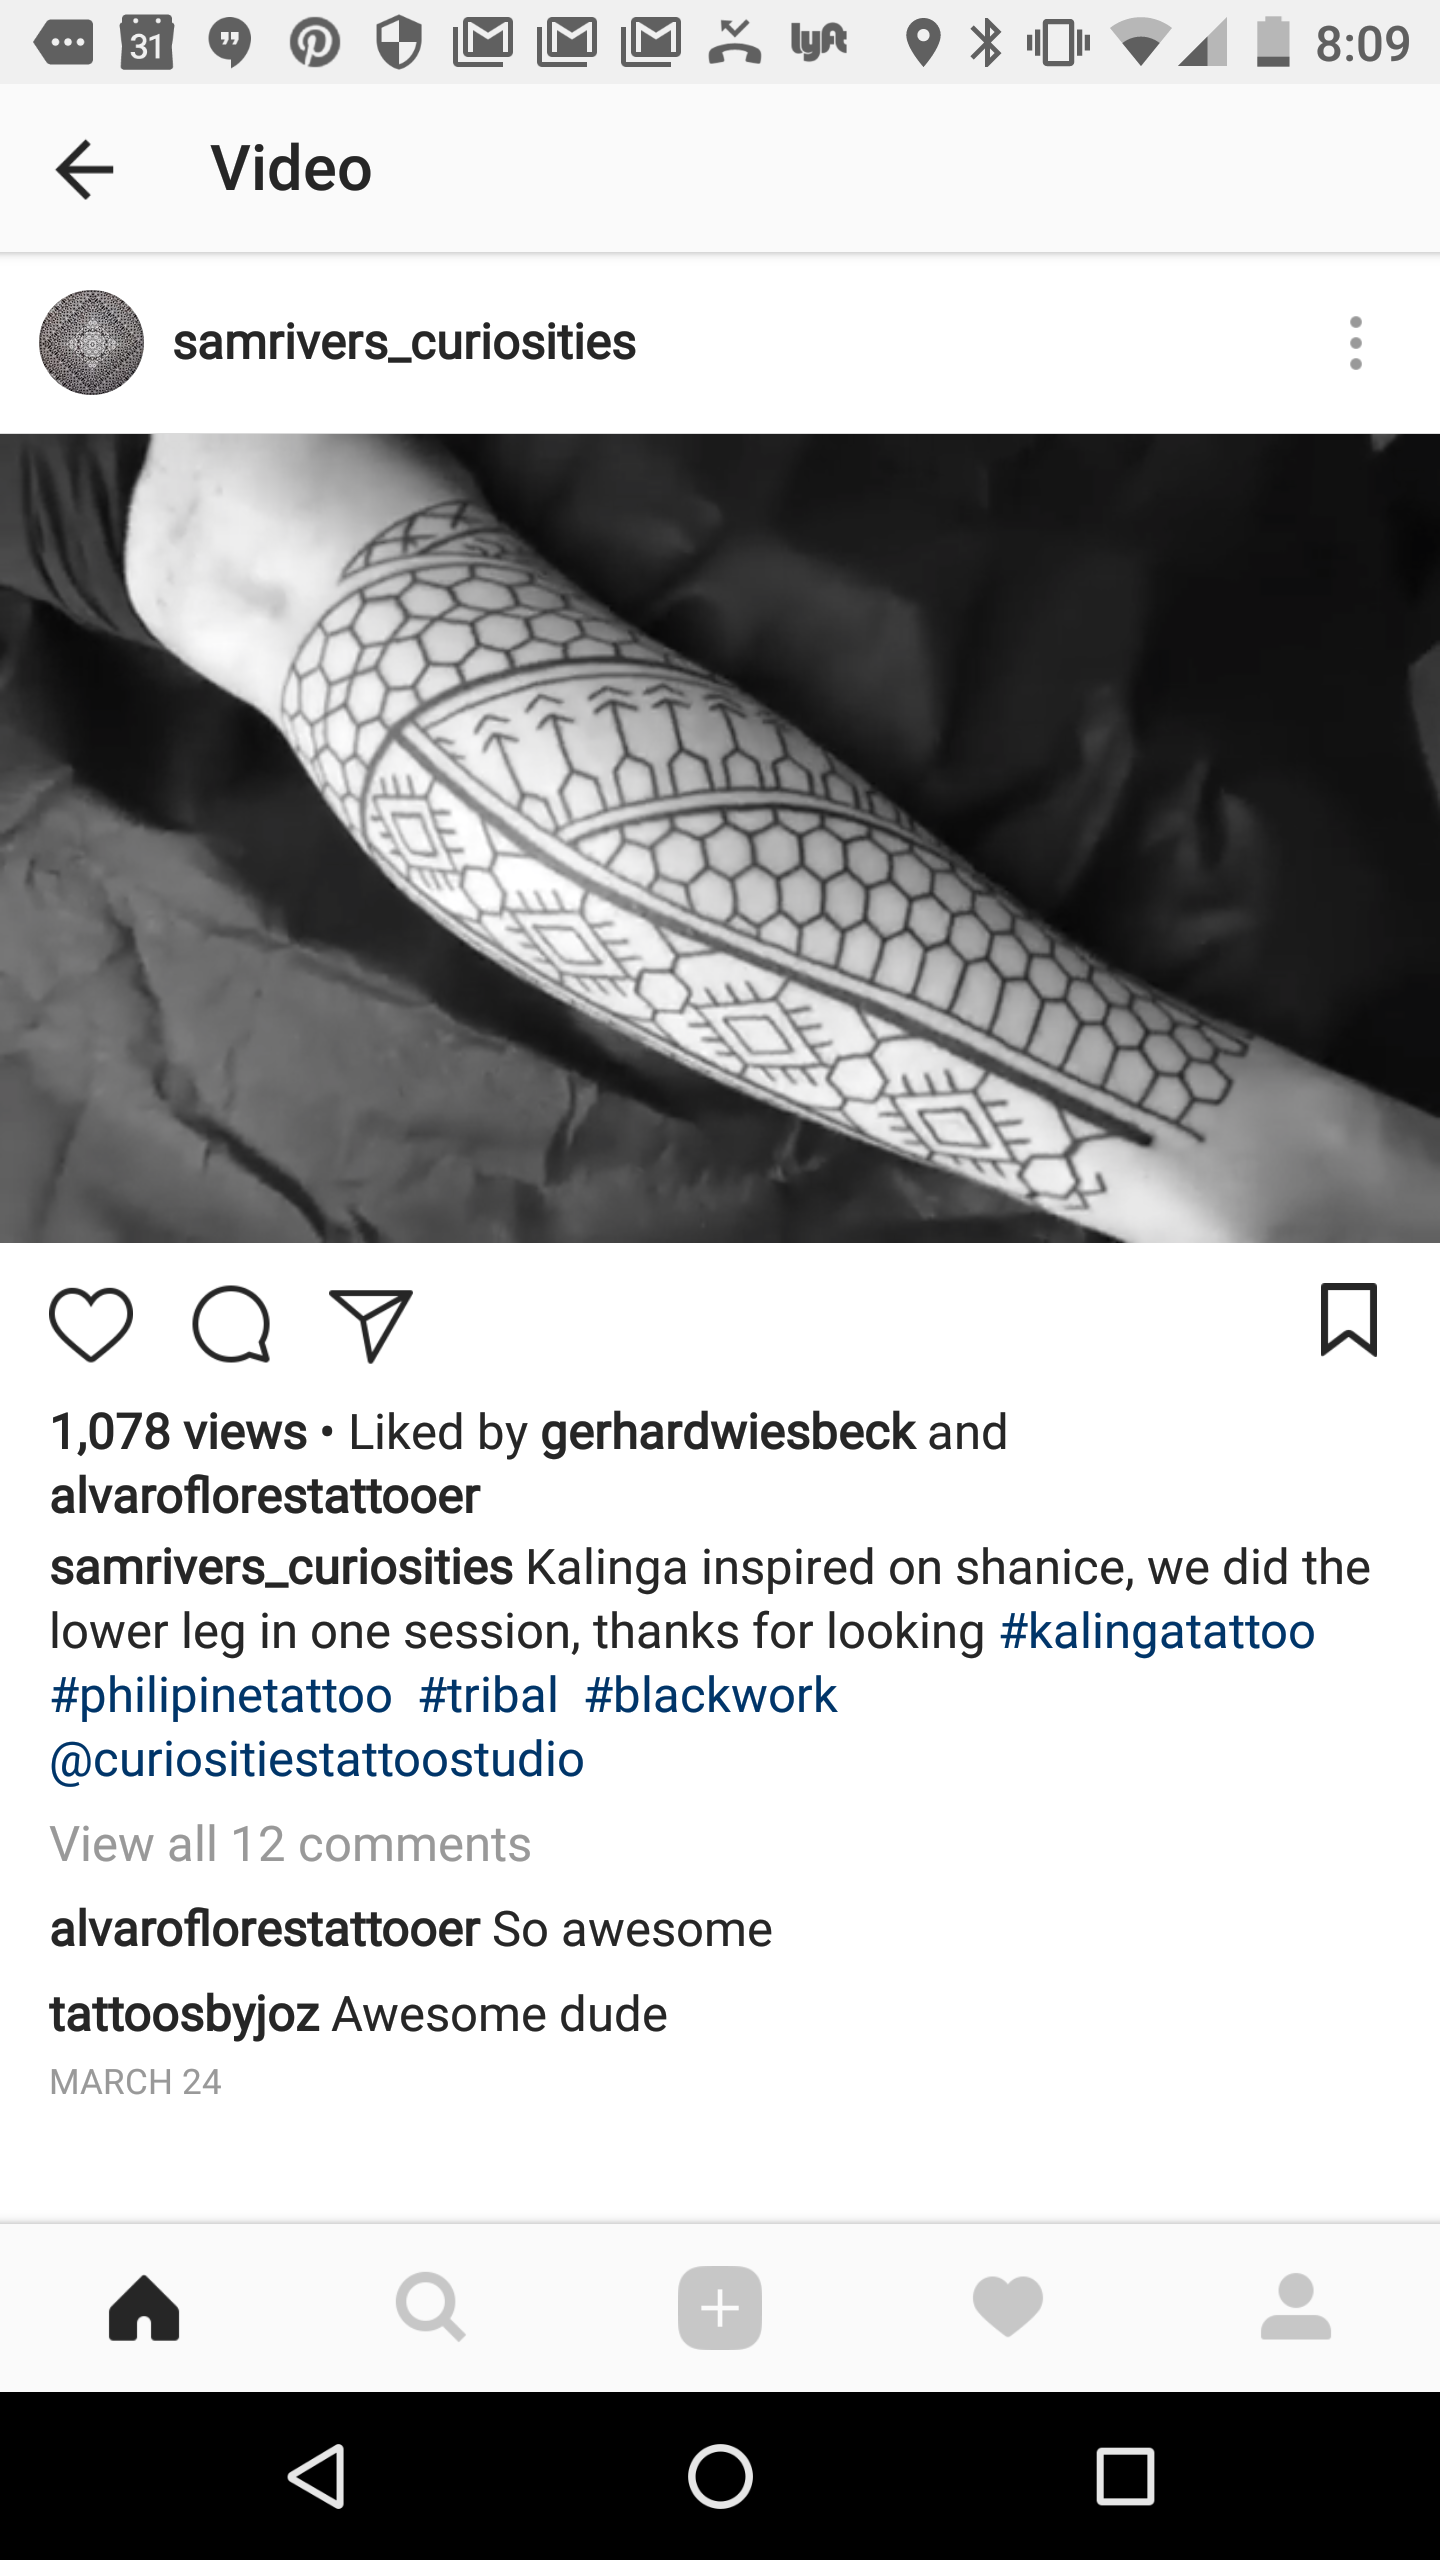 31
lyft
8:09
Video
samrivers_curiosities
1,078 views • Liked by gerhardwiesbeck and
alvaroflorestattooer
samrivers_curiosities Kalinga inspired on shanice, we did the
lower leg in one session, thanks for looking #kalingatattoo
#philipinetattoo #tribal #blackwork
@curiositiestattoostudio
View all 12 comments
alvaroflorestattooer So awesome
tattoosbyjoz Awesome dude
MARCH 24